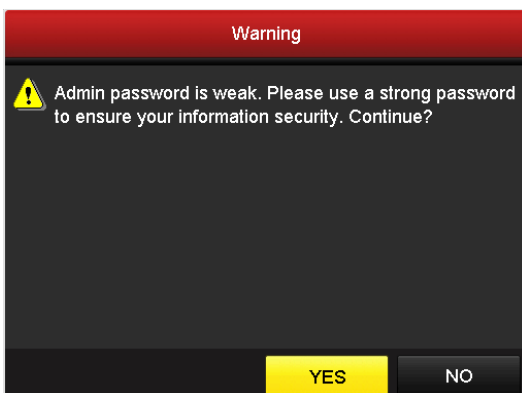 Warning
Admin password is weak. Please use a strong password
to ensure your information security. Continue?
YES
NO